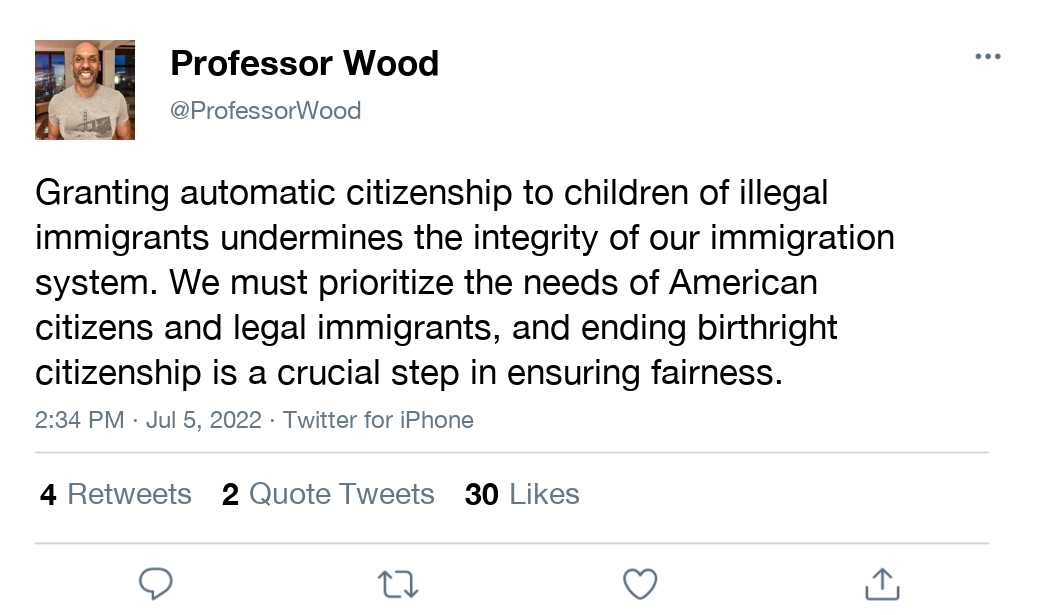 Professor Wood
@ProfessorWood
Granting automatic citizenship to children of illegal
immigrants undermines the integrity of our immigration
system. We must prioritize the needs of American
citizens and legal immigrants, and ending birthright
citizenship is a crucial step in ensuring fairness.
2:34 PM · Jul 5, 2022 · Twitter for iPhone
4 Retweets 2 Quote Tweets 30 Likes